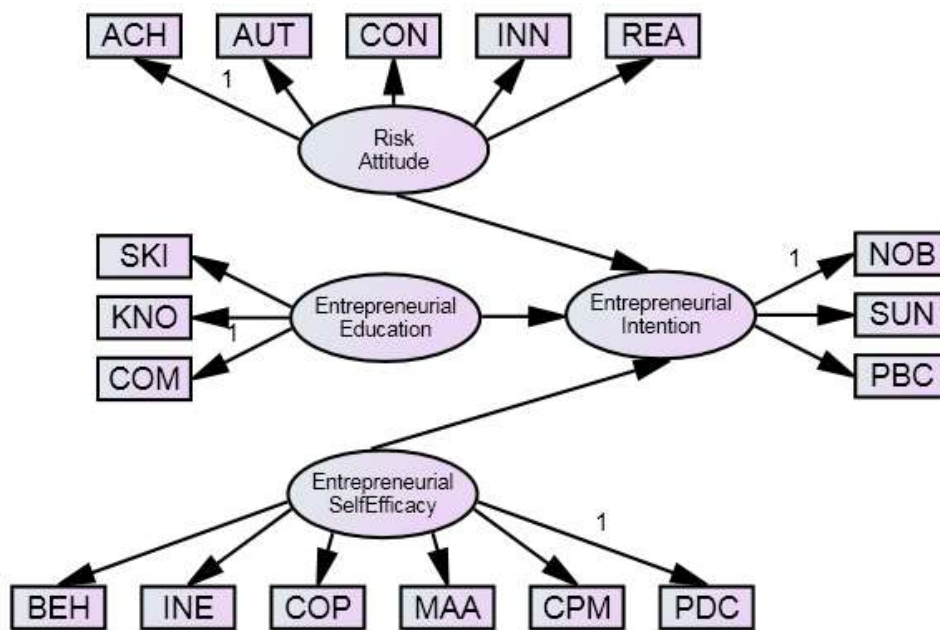 ACH AUT CON INN REA
1
Risk
Attitude
SKI
KNO
COM
1
Entrepreneurial
Education
Entrepreneurial
Intention
1
NOB
SUN
PBC
Entrepreneurial
SelfEfficacy
1
BEH INE COP MAA CPM PDC